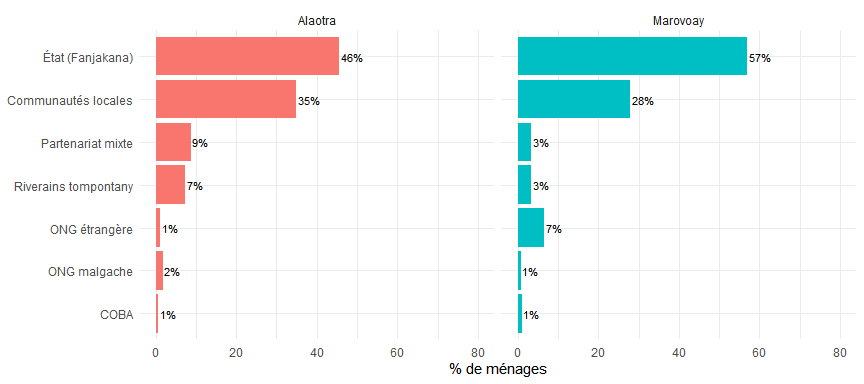 Alaotra Marovoay
État (Fanjakana) 46% 57%
Communautés locales 35% 28%
Partenariat mixte 9% 3%
Riverains tompontany 7% 3%
ONG étrangère 1% 7%
ONG malgache 2% 1%
COBA 1% 1%
0 20 40 60 80 0 20 40 60 80
% de ménages